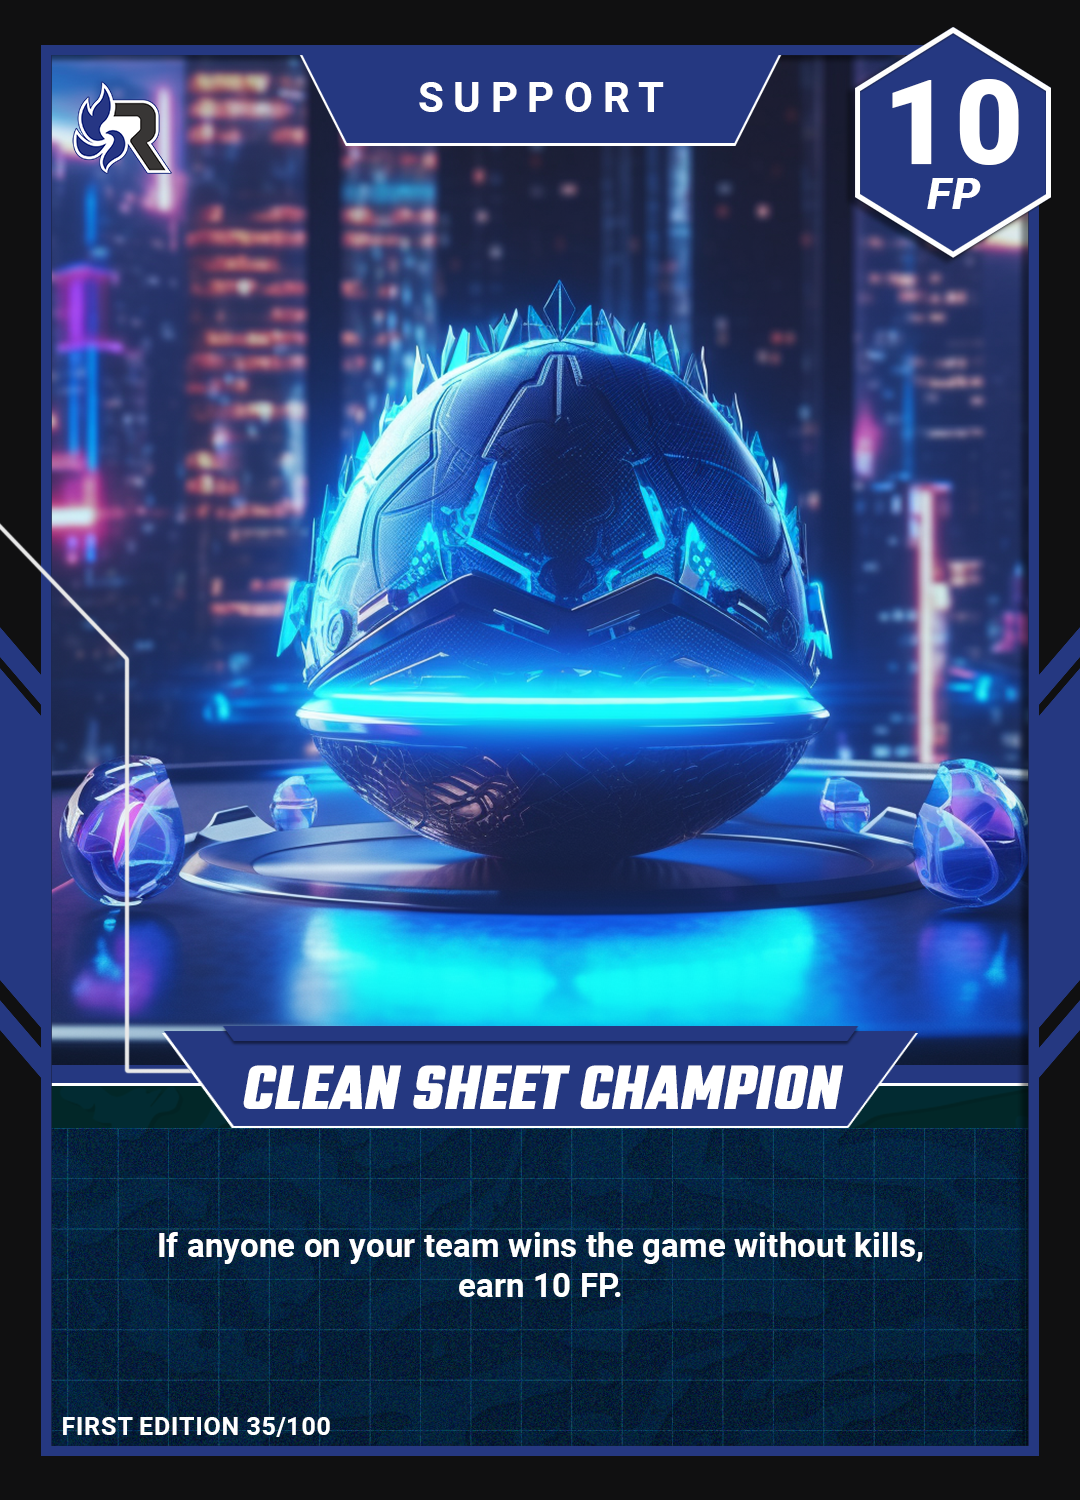 SUPPORT
10
FP
R
CLEAN SHEET CHAMPION
If anyone on your team wins the game without kills,
earn 10 FP.
FIRST EDITION 35/100